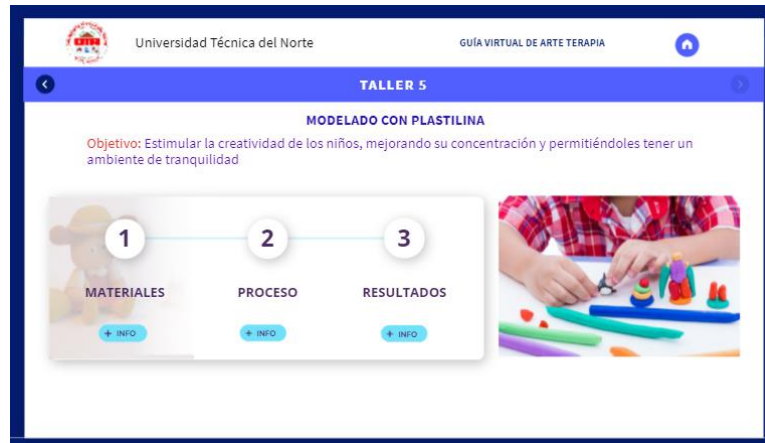 Universidad Técnica del Norte
GUÍA VIRTUAL DE ARTE TERAPIA
TALLER 5
MODELADO CON PLASTILINA
Objetivo: Estimular la creatividad de los niños, mejorando su concentración y permitiéndoles tener un
ambiente de tranquilidad
1
2
3
MATERIALES
PROCESO
RESULTADOS
+ INFO
+ INFO
+ INFO